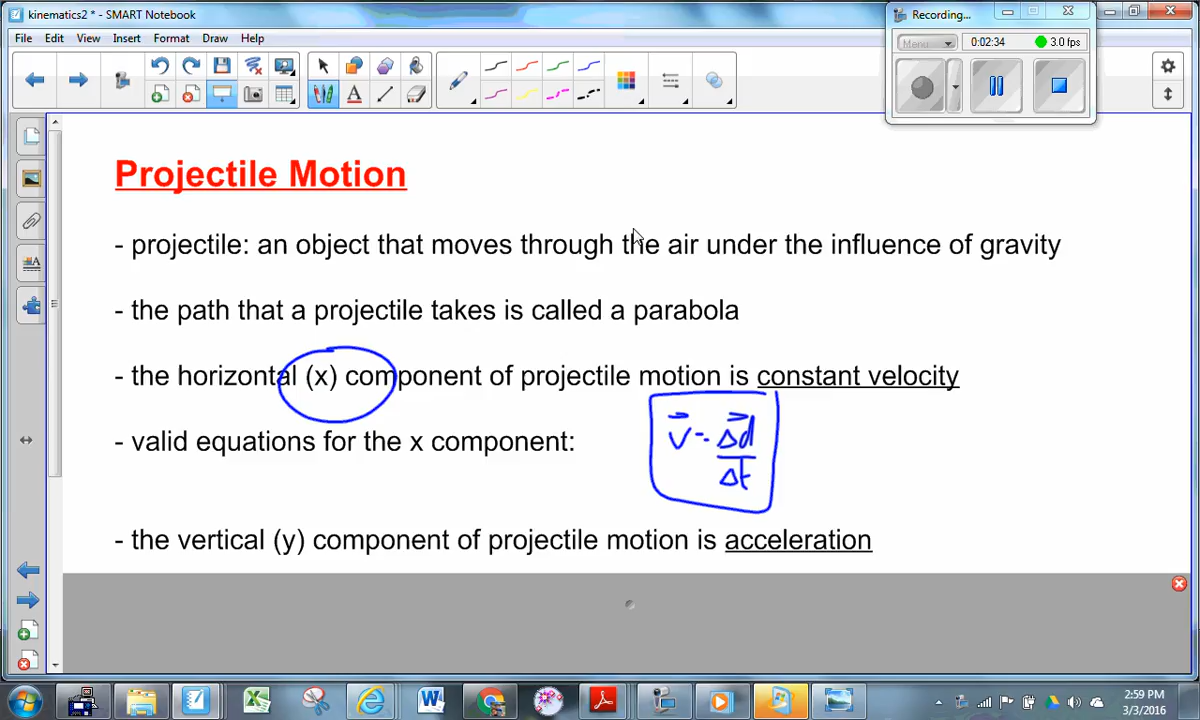 kinematics2 * - SMART Notebook
Recording...
File Edit View Insert Format Draw Help
Menu 0:02:34 3.0 fps
Projectile Motion
- projectile: an object that moves through the air under the influence of gravity
- the path that a projectile takes is called a parabola
- the horizontal (x) component of projectile motion is constant velocity
- valid equations for the x component:
v = Δd
Δt
- the vertical (y) component of projectile motion is acceleration
2:59 PM
3/3/2016